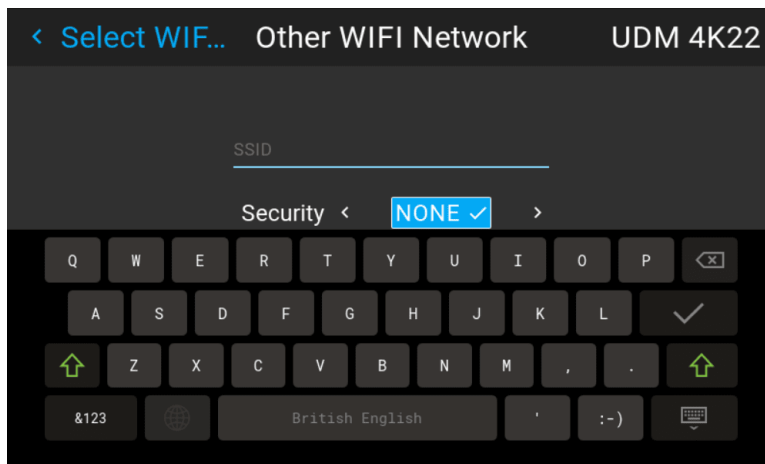 < Select WIF... Other WIFI Network UDM 4K22
SSID
Security < NONE ✓ >
Q W E R T Y U I O P
A S D F G H J K L
Z X C V B N M , .
&123 British English ' :-)